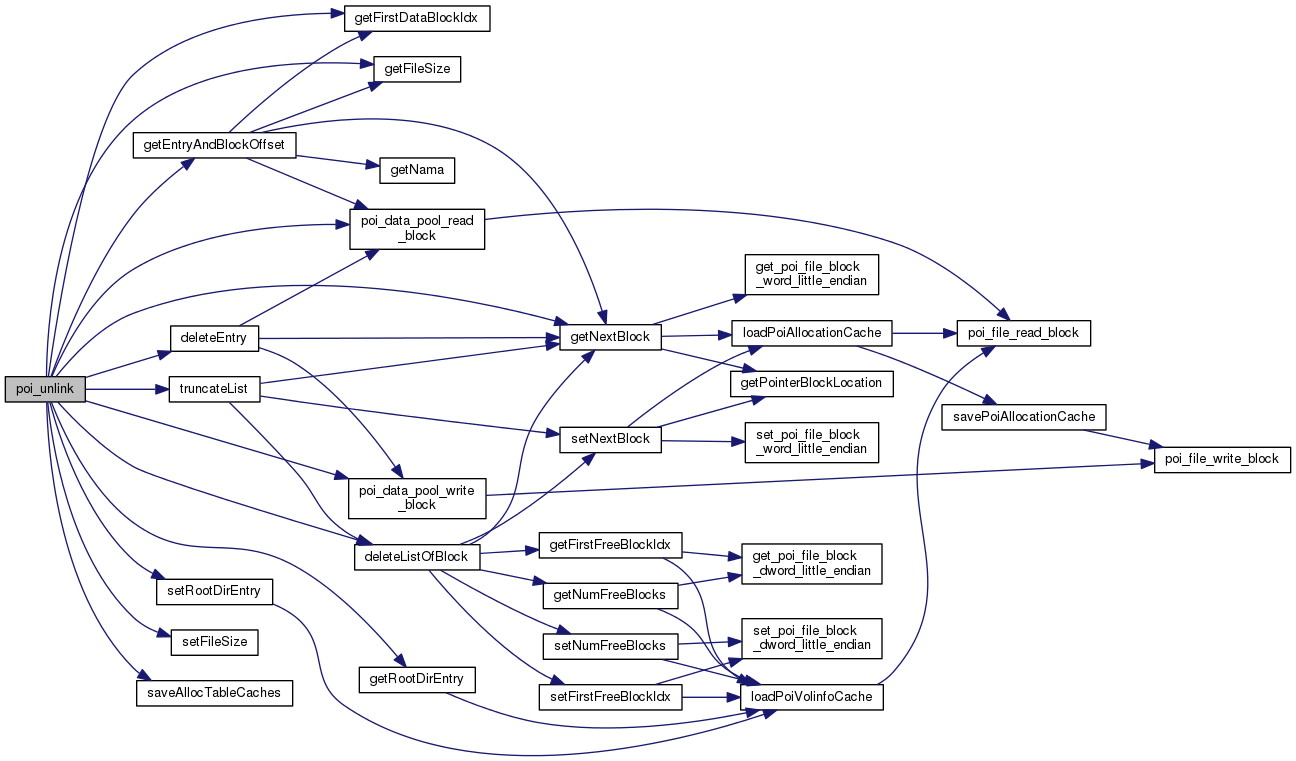 getFirstDataBlockIdx
getFileSize
getEntryAndBlockOffset
getNama
poi_data_pool_read
_block
get_poi_file_block
_word_little_endian
deleteEntry
getNextBlock
loadPoiAllocationCache
poi_file_read_block
poi_unlink
truncateList
getPointerBlockLocation
savePoiAllocationCache
setNextBlock
set_poi_file_block
_word_little_endian
poi_file_write_block
poi_data_pool_write
_block
deleteListOfBlock
getFirstFreeBlockIdx
get_poi_file_block
_dword_little_endian
setRootDirEntry
getNumFreeBlocks
setFileSize
setNumFreeBlocks
set_poi_file_block
_dword_little_endian
getRootDirEntry
saveAllocTableCaches
setFirstFreeBlockIdx
loadPoiVolinfoCache